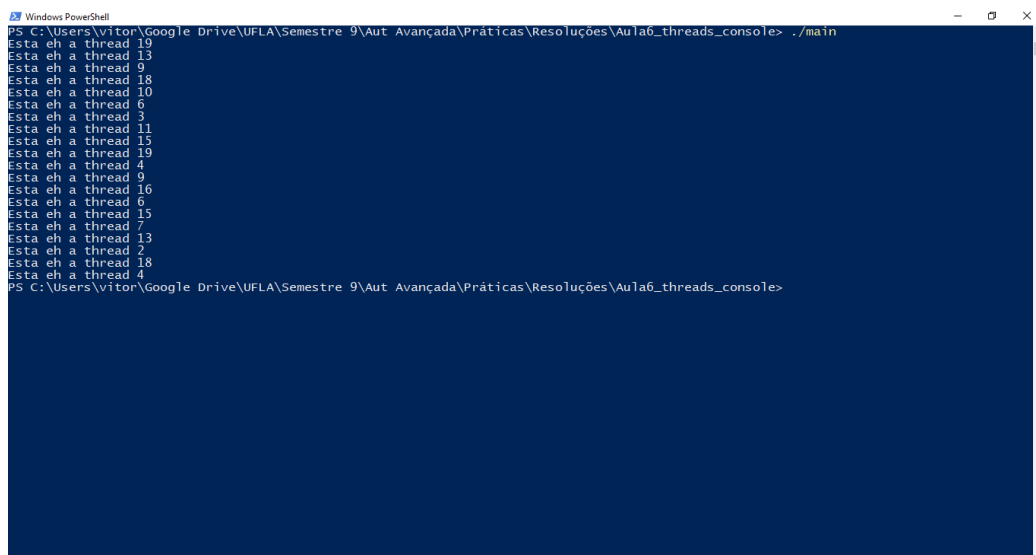 Windows PowerShell
PS C:\Users\vitor\Google Drive\UFLA\Semestre 9\Aut Avançada\Práticas\Resoluções\Aula6_threads_console> ./main
Esta eh a thread 19
Esta eh a thread 13
Esta eh a thread 9
Esta eh a thread 18
Esta eh a thread 10
Esta eh a thread 6
Esta eh a thread 3
Esta eh a thread 11
Esta eh a thread 15
Esta eh a thread 19
Esta eh a thread 4
Esta eh a thread 9
Esta eh a thread 16
Esta eh a thread 6
Esta eh a thread 15
Esta eh a thread 7
Esta eh a thread 13
Esta eh a thread 2
Esta eh a thread 18
Esta eh a thread 4
PS C:\Users\vitor\Google Drive\UFLA\Semestre 9\Aut Avançada\Práticas\Resoluções\Aula6_threads_console>